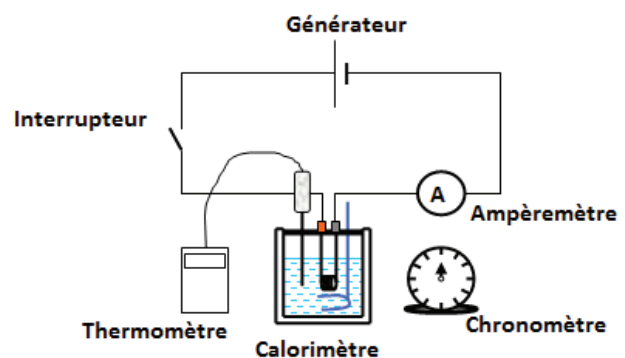 Générateur
Interrupteur
A
Ampèremètre
Thermomètre
Chronomètre
Calorimètre